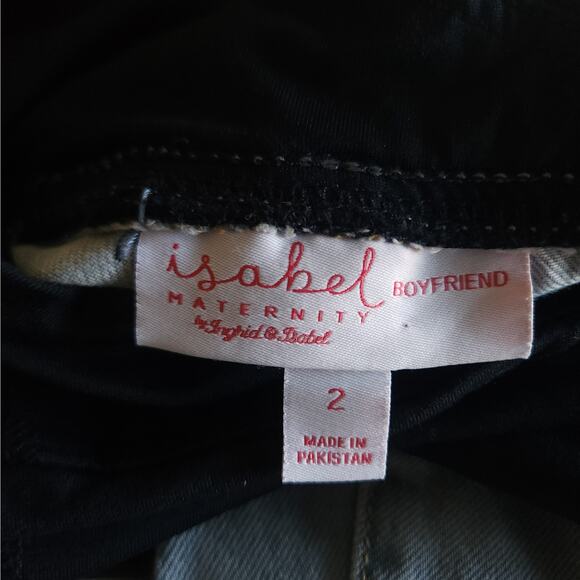 isabel BOYFRIEND
MATERNITY
by Ingrid & Isabel
2
MADE IN
PAKISTAN